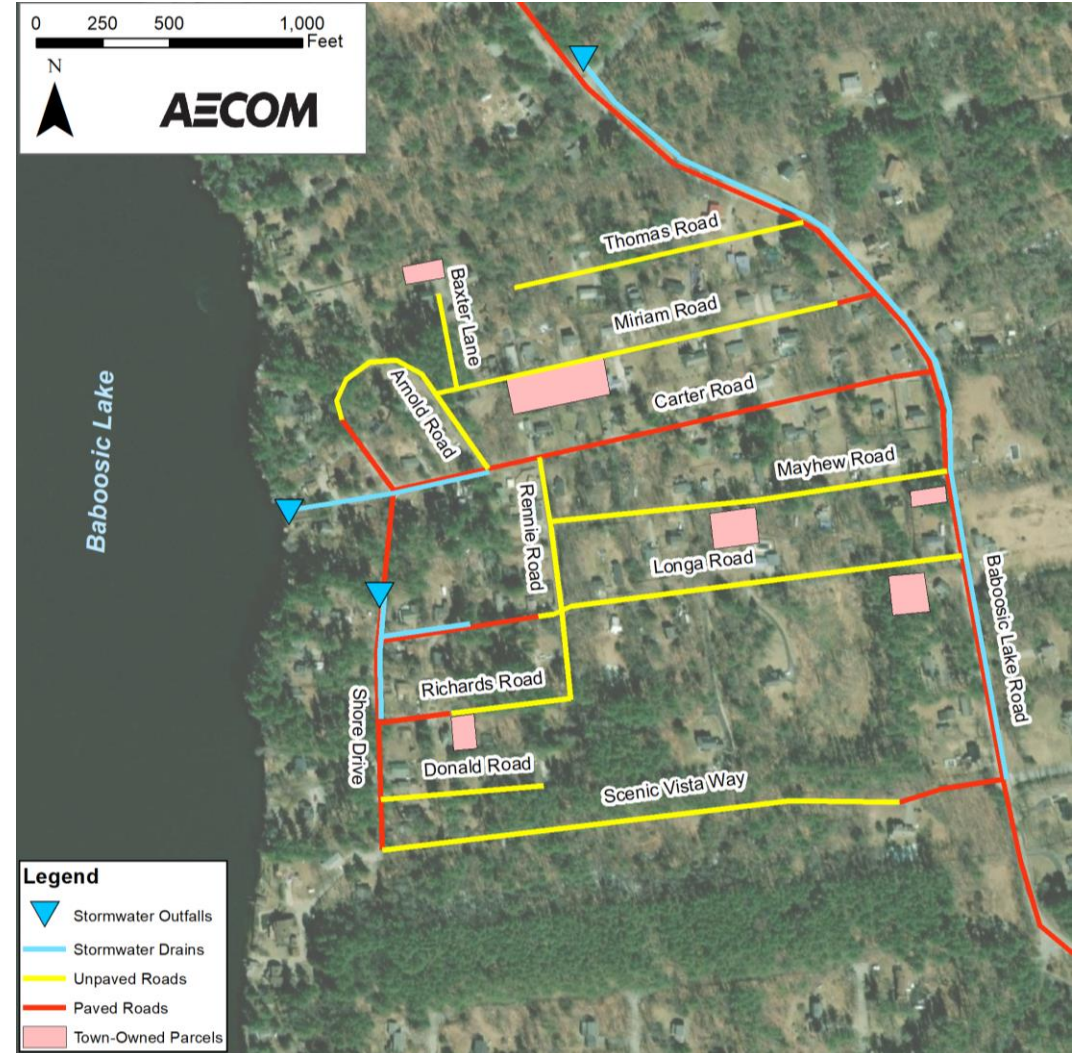 0 250 500 1,000
Feet
N
AECOM
Thomas Road
Baxter Lane
Miriam Road
Arnold Road
Carter Road
Baboosic Lake
Mayhew Road
Rennie Road
Longa Road
Baboosic Lake Road
Richards Road
Shore Drive
Donald Road
Scenic Vista Way
Legend
Stormwater Outfalls
Stormwater Drains
Unpaved Roads
Paved Roads
Town-Owned Parcels